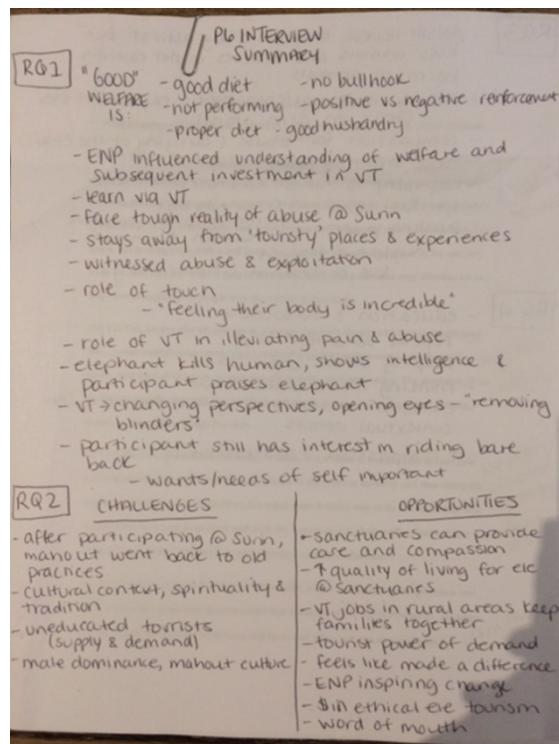 P6 INTERVIEW
SUMMARY
RQ1
"GOOD" - good diet - no bullhook
WELFARE - not performing - positive vs negative reinforcement
IS: - proper diet - good husbandry
- ENP influenced understanding of welfare and
subsequent investment in VT
- learn via VT
- face tough reality of abuse @ Surin
- stays away from 'touristy' places & experiences
- witnessed abuse & exploitation
- role of touch
- "feeling their body is incredible"
- role of VT in illeviating pain & abuse
- elephant kills human, shows intelligence &
participant praises elephant
- VT → changing perspectives, opening eyes - "removing
blinders"
- participant still has interest in riding bare
back
- wants/needs of self important
RQ2
CHALLENGES
- after participating @ Surin,
mahout went back to old
practices
- cultural context, spirituality &
tradition
- uneducated torrists
(supply & demand)
- male dominance, mahout culture
OPPORTUNITIES
- sanctuaries can provide
care and compassion
- ↑ quality of living for ele
@ sanctuaries
- VT jobs in rural areas keep
families together
- tourist power of demand
- feels like made a difference
- ENP inspiring change
- $ in ethical ele tourism
- word of mouth